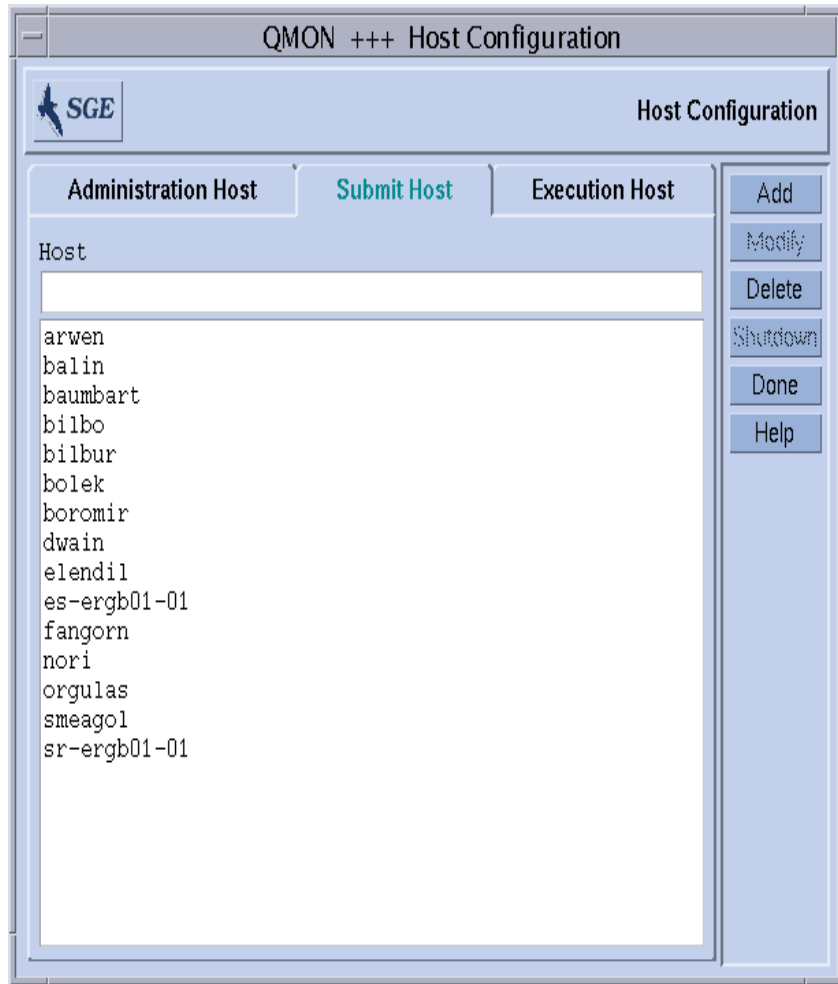 QMON +++ Host Configuration
SGE
Host Configuration
Administration Host
Submit Host
Execution Host
Host
arwen
balin
baumbart
bilbo
bilbur
bolek
boromir
dwain
elendil
es-ergb01-01
fangorn
nori
orgulas
smeagol
sr-ergb01-01
Add
Modify
Delete
Shutdown
Done
Help